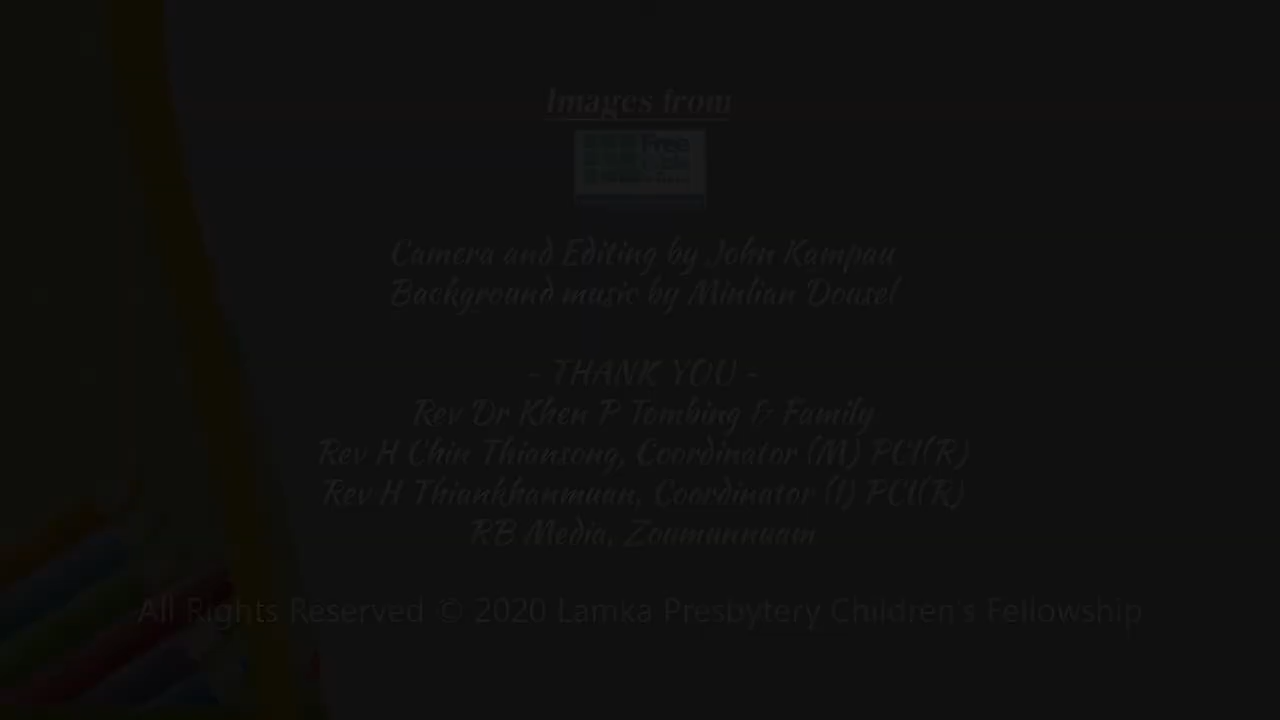 Images from
Free
Camera and Editing by John Kampau
Background music by Minlian Dousel
- THANK YOU -
Rev Dr Khen P Tombing & Family
Rev H Chin Thiansong, Coordinator (M) PCI(R)
Rev H Thiankhanmuan, Coordinator (I) PCI(R)
RB Media, Zoumunnuam
All Rights Reserved © 2020 Lamka Presbytery Children's Fellowship